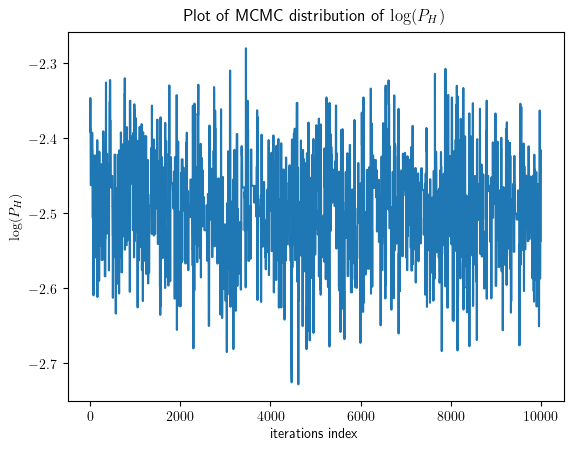 Plot of MCMC distribution of log(P_H)
log(P_H)
−2.3
−2.4
−2.5
−2.6
−2.7
0 2000 4000 6000 8000 10000
iterations index